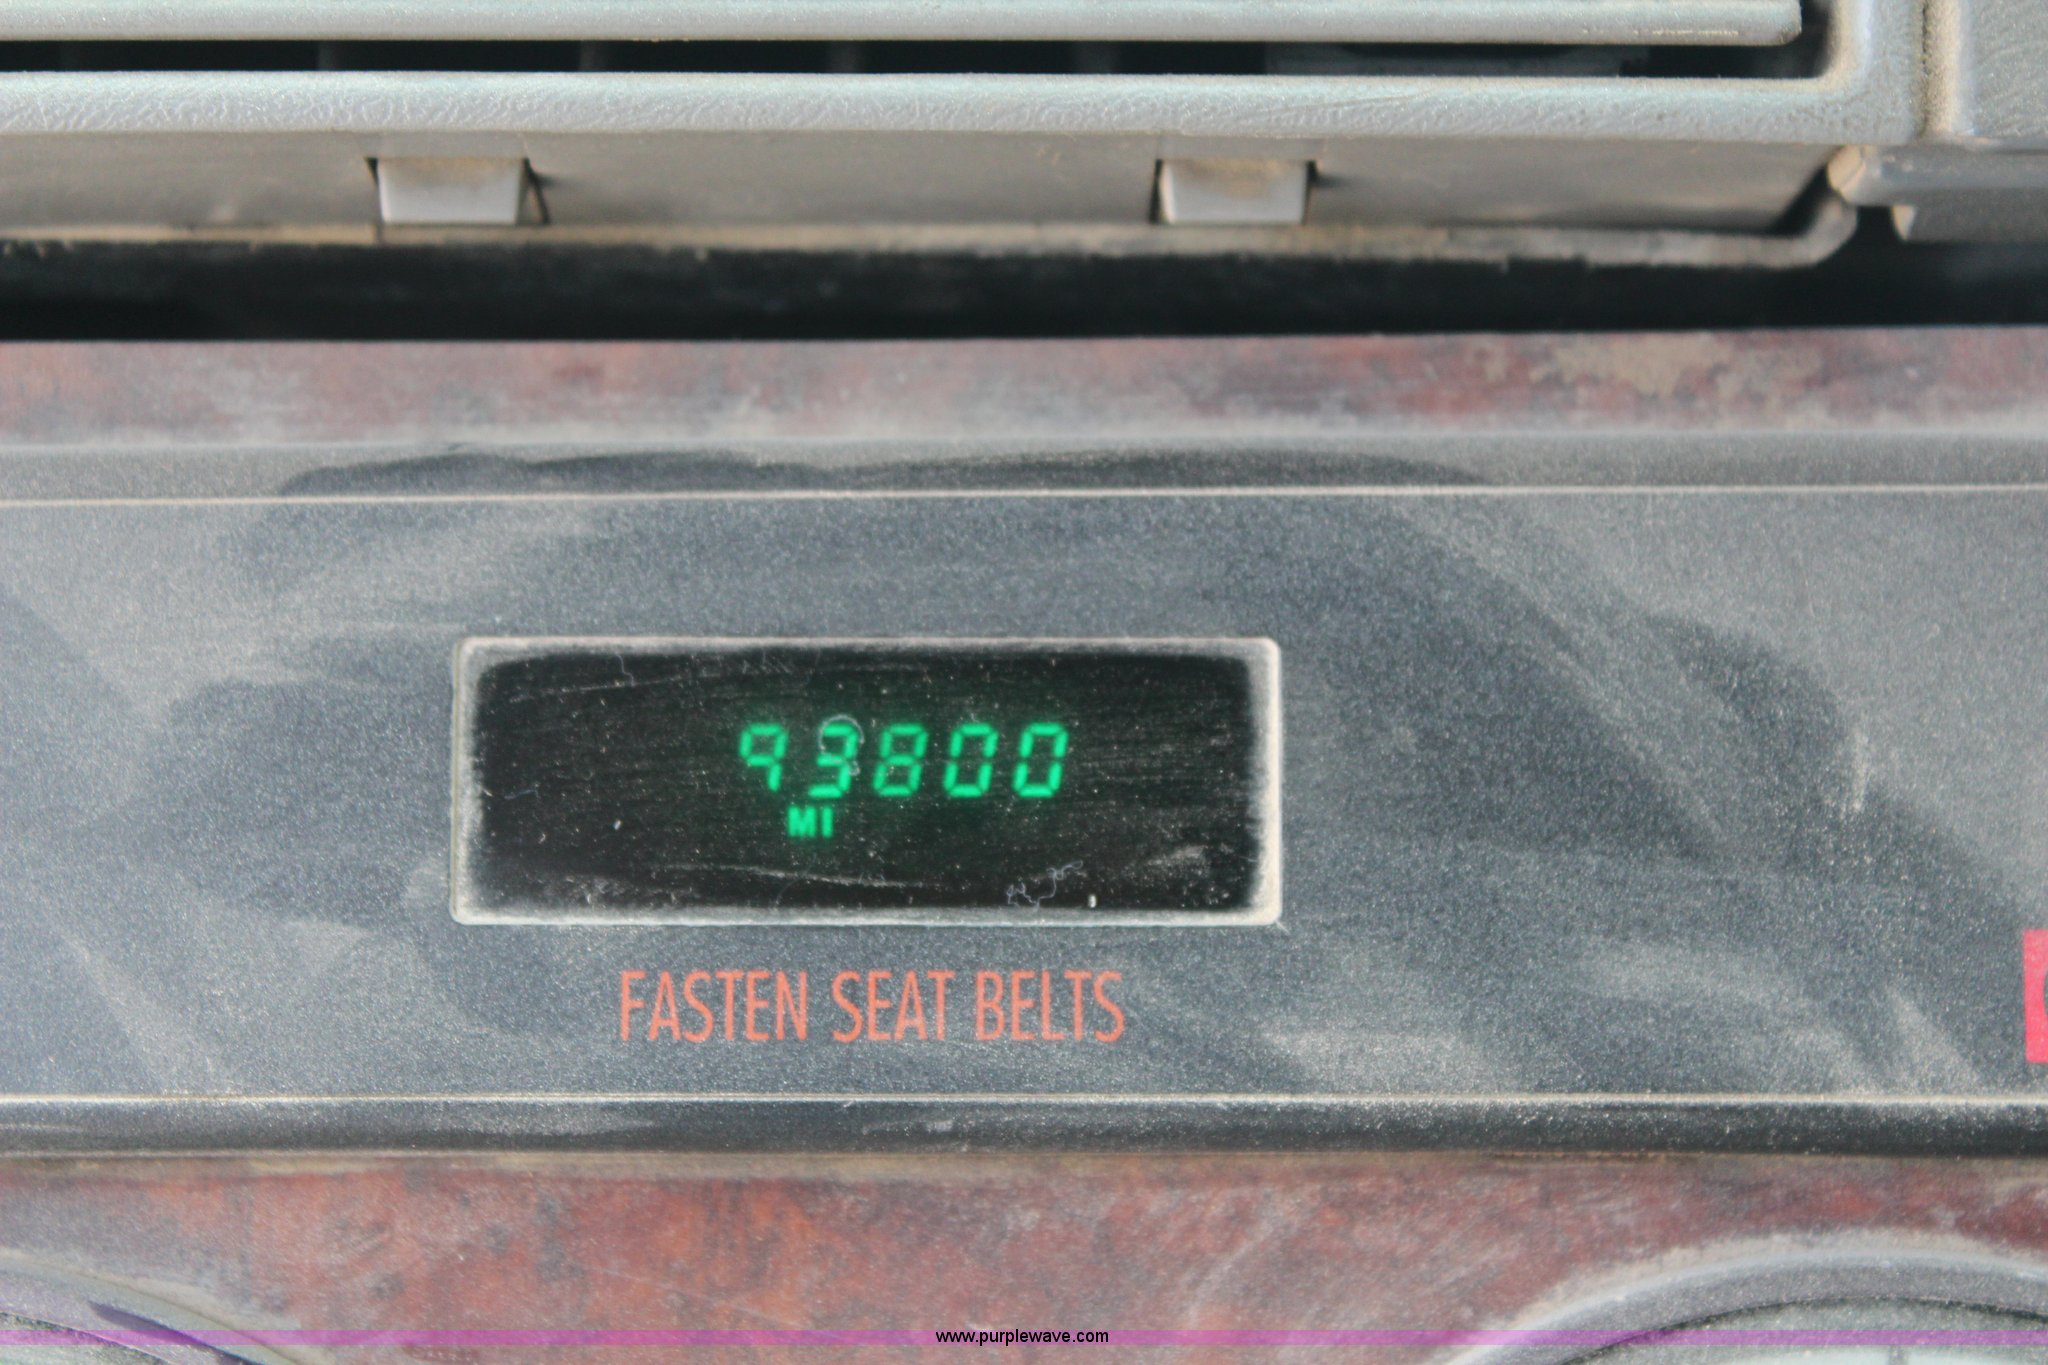 93800
MI
FASTEN SEAT BELTS
www.purplewave.com